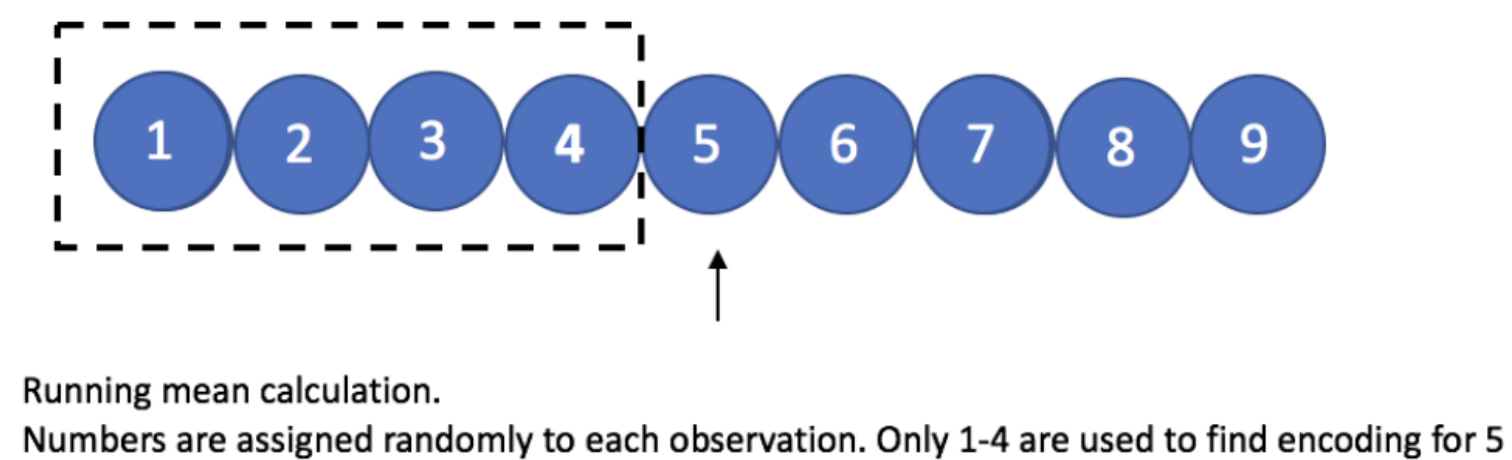 1 2 3 4 5 6 7 8 9
Running mean calculation.
Numbers are assigned randomly to each observation. Only 1-4 are used to find encoding for 5